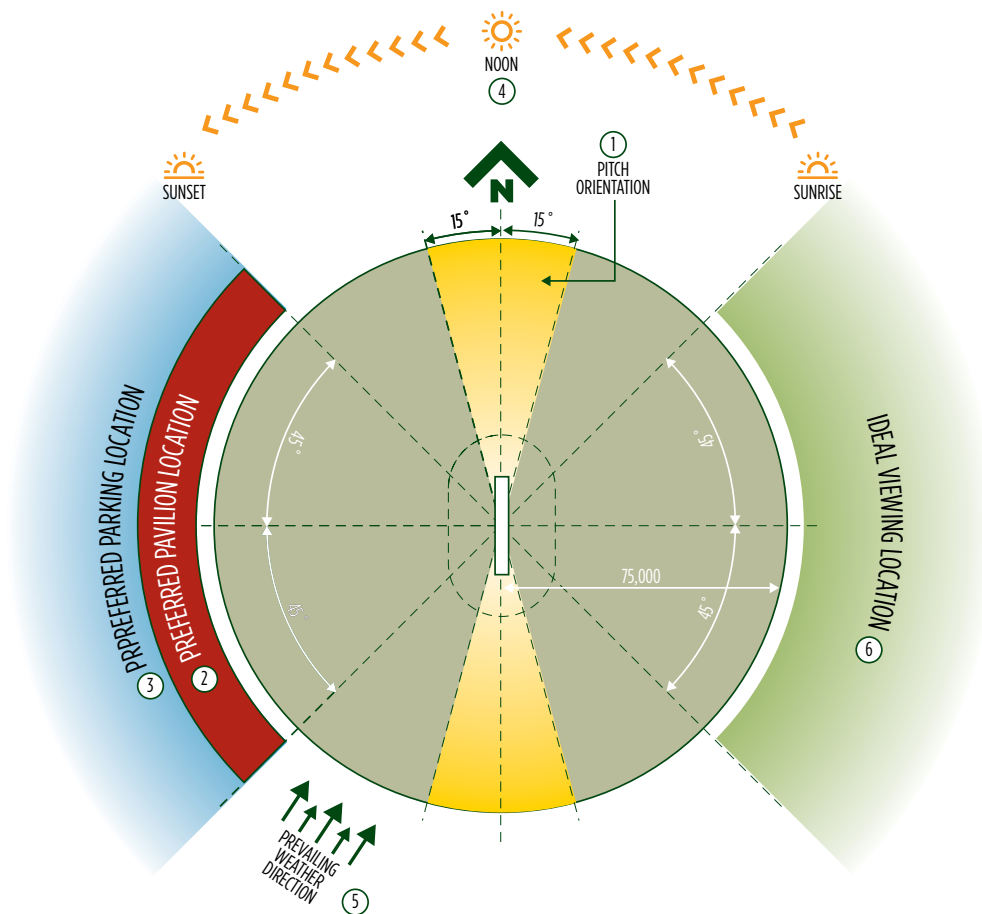 NOON
4
SUNSET
SUNRISE
N
1
PITCH
ORIENTATION
15°
15°
45°
45°
45°
45°
75,000
PRPREFERRED PARKING LOCATION
3
PREFERRED PAVILION LOCATION
2
IDEAL VIEWING LOCATION
6
PREVAILING
WEATHER
DIRECTION
5